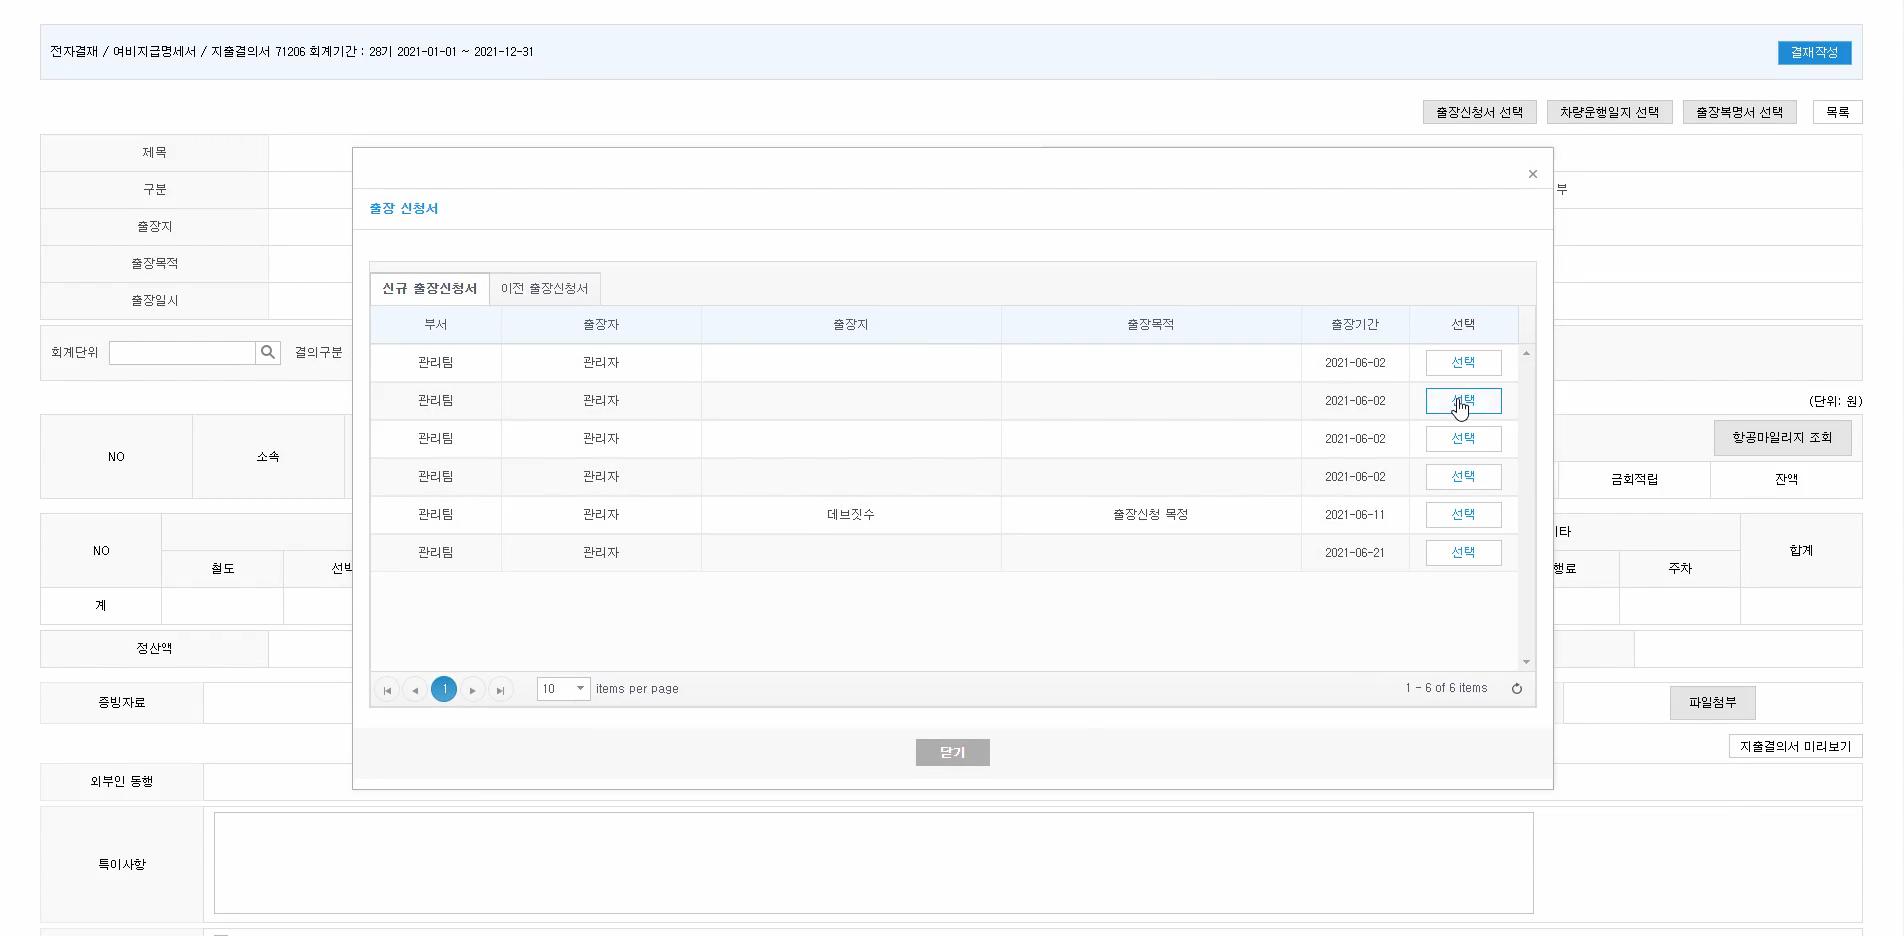 전자결재 / 여비지급명세서 / 지출결의서 71206 회계기간 : 28기 2021-01-01 ~ 2021-12-31
결재작성
출장신청서 선택 차량운행일지 선택 출장복명서 선택 목록
제목
구분
부
출장지
출장목적
출장일시
회계단위
결의구분
(단위: 원)
NO 소속
항공마일리지 조회
금회적립 잔액
NO
철도
합계
행료 주차
계
정산액
증빙자료
파일첨부
지출결의서 미리보기
외부인 동행
특이사항
×
출장 신청서
신규 출장신청서 이전 출장신청서
부서 출장자 출장지 출장목적 출장기간 선택
관리팀 관리자 2021-06-02 선택
관리팀 관리자 2021-06-02 선택
관리팀 관리자 2021-06-02 선택
관리팀 관리자 2021-06-02 선택
관리팀 관리자 데브짓수 출장신청 목정 2021-06-11 선택
관리팀 관리자 2021-06-21 선택
1 10 items per page 1 - 6 of 6 items
닫기